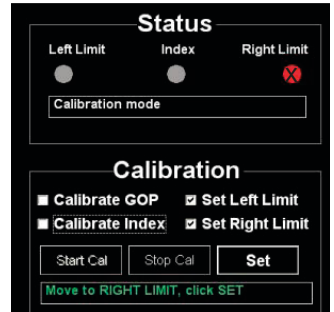 Status
Left Limit Index Right Limit
X
Calibration mode
Calibration
Calibrate GOP Set Left Limit
Calibrate Index Set Right Limit
Start Cal Stop Cal Set
Move to RIGHT LIMIT, click SET